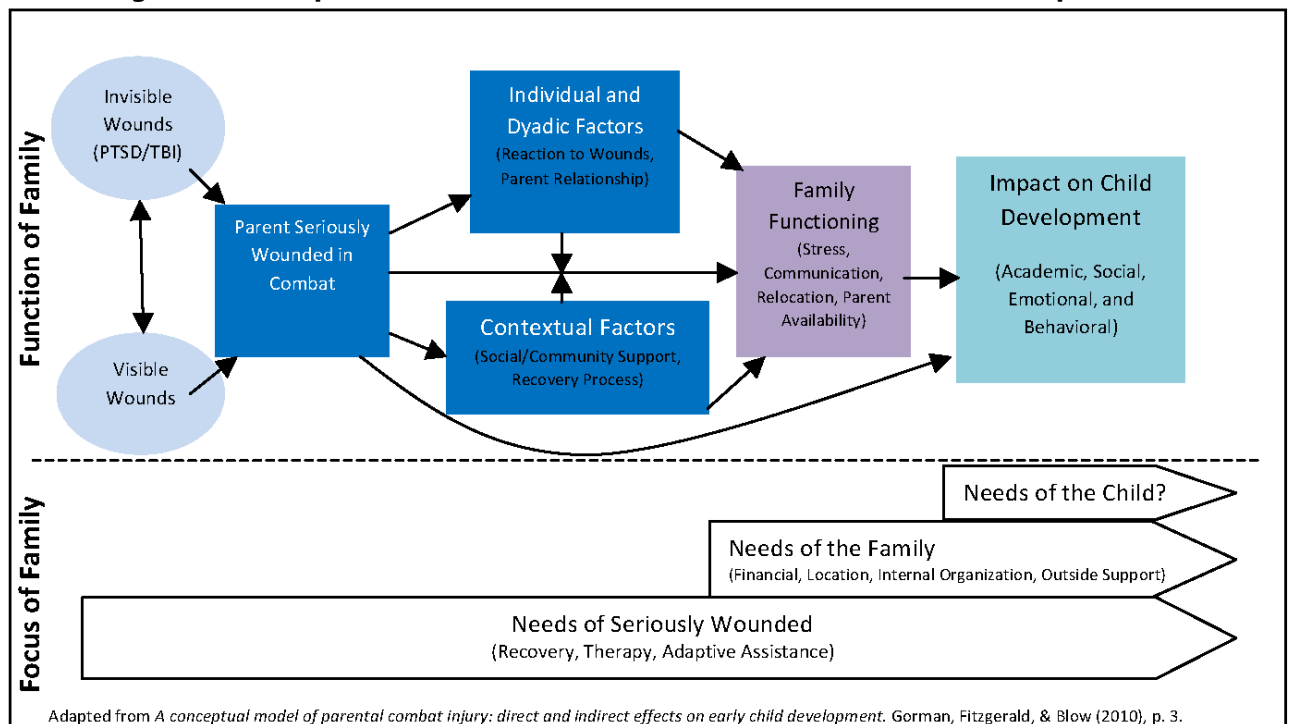 Function of Family
Invisible
Wounds
(PTSD/TBI)
Visible
Wounds
Parent Seriously
Wounded in
Combat
Individual and
Dyadic Factors
(Reaction to Wounds,
Parent Relationship)
Contextual Factors
(Social/Community Support,
Recovery Process)
Family
Functioning
(Stress,
Communication,
Relocation, Parent
Availability)
Impact on Child
Development
(Academic, Social,
Emotional, and
Behavioral)
Focus of Family
Needs of the Child?
Needs of the Family
(Financial, Location, Internal Organization, Outside Support)
Needs of Seriously Wounded
(Recovery, Therapy, Adaptive Assistance)
Adapted from A conceptual model of parental combat injury: direct and indirect effects on early child development. Gorman, Fitzgerald, & Blow (2010), p. 3.